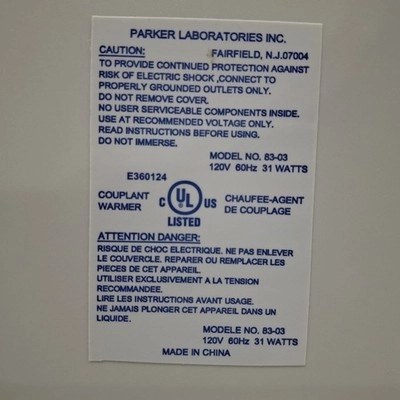 PARKER LABORATORIES INC.
CAUTION: FAIRFIELD, N.J.07004
TO PROVIDE CONTINUED PROTECTION AGAINST
RISK OF ELECTRIC SHOCK ,CONNECT TO
PROPERLY GROUNDED OUTLETS ONLY.
DO NOT REMOVE COVER.
NO USER SERVICEABLE COMPONENTS INSIDE.
USE AT RECOMMENDED VOLTAGE ONLY.
READ INSTRUCTIONS BEFORE USING.
DO NOT IMMERSE.
MODEL NO. 83-03
120V 60Hz 31 WATTS
E360124
COUPLANT
WARMER
C UL US
LISTED
CHAUFEE-AGENT
DE COUPLAGE
ATTENTION DANGER:
RISQUE DE CHOC ELECTRIQUE. NE PAS ENLEVER
LE COUVERCLE. REPARER OU REMPLACER LES
PIECES DE CET APPAREIL.
UTILISER EXCLUSIVEMENT A LA TENSION
RECOMMANDEE.
LIRE LES INSTRUCTIONS AVANT USAGE.
NE JAMAIS PLONGER CET APPAREIL DANS UN
LIQUIDE.
MODELE NO. 83-03
120V 60Hz 31 WATTS
MADE IN CHINA